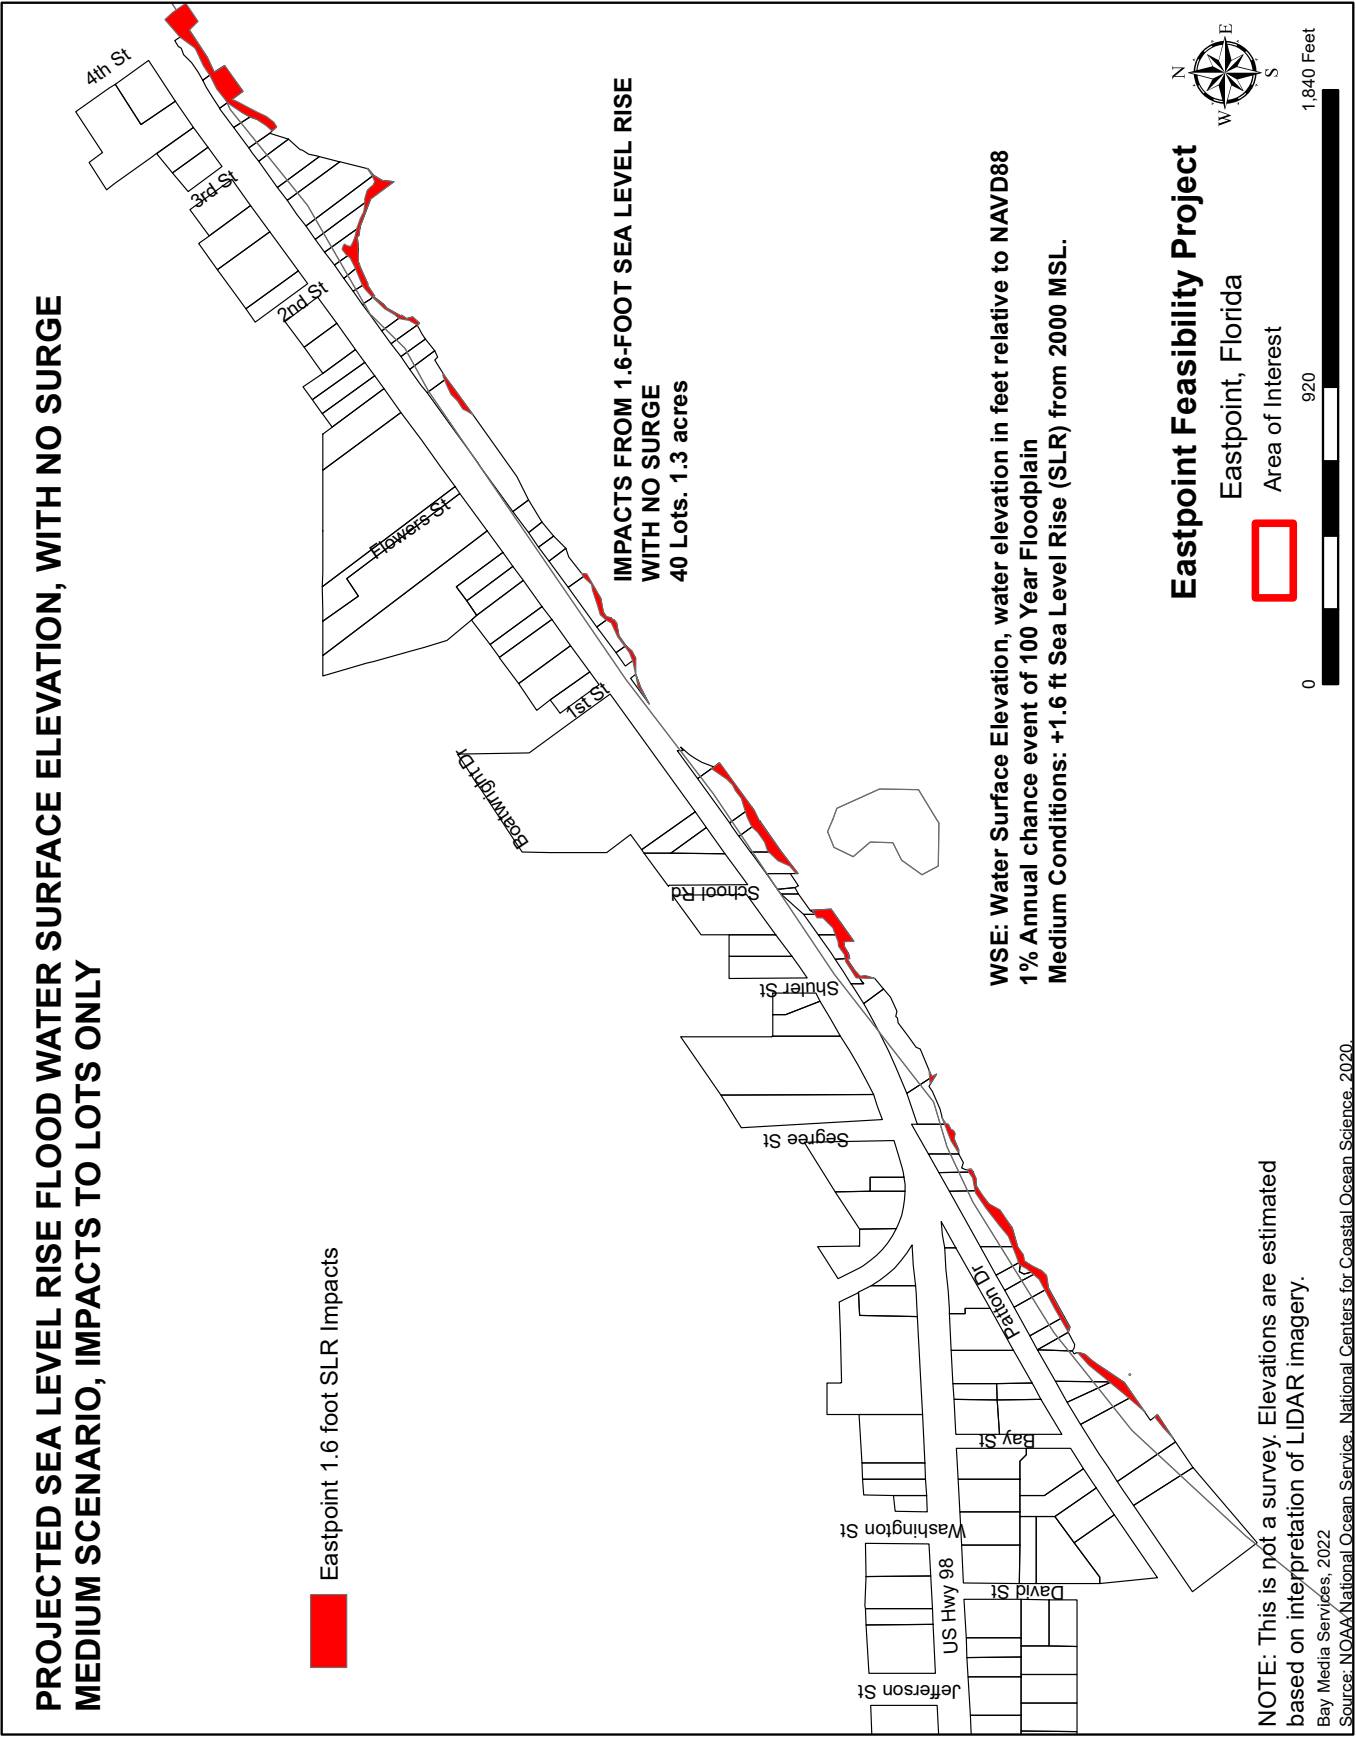 PROJECTED SEA LEVEL RISE FLOOD WATER SURFACE ELEVATION, WITH NO SURGE
MEDIUM SCENARIO, IMPACTS TO LOTS ONLY
Eastpoint 1.6 foot SLR Impacts
4th St
3rd St
2nd St
Flowers St
1st St
Boatwright Dr
School Rd
Shuler St
Segree St
Patton Dr
Bay St
Washington St
David St
US Hwy 98
Jefferson St
IMPACTS FROM 1.6-FOOT SEA LEVEL RISE
WITH NO SURGE
40 Lots. 1.3 acres
WSE: Water Surface Elevation, water elevation in feet relative to NAVD88
1% Annual chance event of 100 Year Floodplain
Medium Conditions: +1.6 ft Sea Level Rise (SLR) from 2000 MSL.
Eastpoint Feasibility Project
Eastpoint, Florida
Area of Interest
N
E
S
W
0
920
1,840 Feet
NOTE: This is not a survey. Elevations are estimated
based on interpretation of LIDAR imagery.
Bay Media Services, 2022
Source: NOAA National Ocean Service, National Centers for Coastal Ocean Science, 2020.